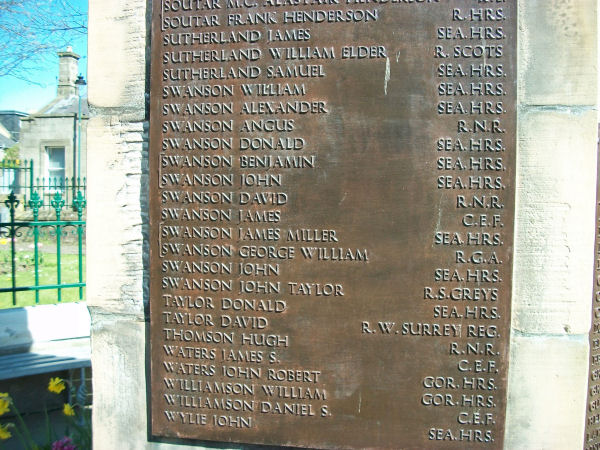 SOUTAR M.C. ALASTAIR HENDERSON
SOUTAR FRANK HENDERSON R. HRS.
SUTHERLAND JAMES SEA. HRS.
SUTHERLAND WILLIAM ELDER R. SCOTS
SUTHERLAND SAMUEL SEA. HRS.
SWANSON WILLIAM SEA. HRS.
SWANSON ALEXANDER SEA. HRS.
SWANSON ANGUS R.N.R.
SWANSON DONALD SEA. HRS.
SWANSON BENJAMIN SEA. HRS.
SWANSON JOHN SEA. HRS.
SWANSON DAVID R.N.R.
SWANSON JAMES C.E.F.
SWANSON JAMES MILLER SEA. HRS.
SWANSON GEORGE WILLIAM R.G.A.
SWANSON JOHN SEA. HRS.
SWANSON JOHN TAYLOR R.S. GREYS
TAYLOR DONALD SEA. HRS.
TAYLOR DAVID R. W. SURREY REG.
THOMSON HUGH R.N.R.
WATERS JAMES S. C.E.F.
WATERS JOHN ROBERT GOR. HRS.
WILLIAMSON WILLIAM GOR. HRS.
WILLIAMSON DANIEL S. C.E.F.
WYLIE JOHN SEA. HRS.